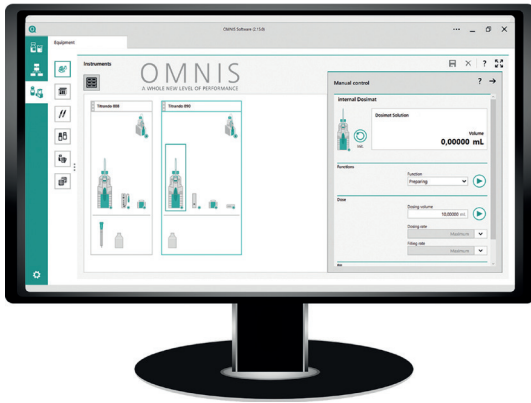 OMNIS Software (2.15.0)
Equipment
Instruments
OMNIS
A WHOLE NEW LEVEL OF PERFORMANCE
Titrando 888
Titrando 890
Manual control
?
Internal Dosimat
Dosimat Solution
Volume
0,00000 mL
Functions
Function
Preparing
Dose
Dosing volume
10,00000 mL
Dosing rate
Maximum
Filling rate
Maximum